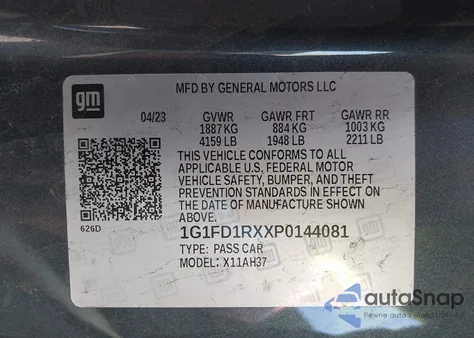 gm
MFD BY GENERAL MOTORS LLC
04/23 GVWR GAWR FRT GAWR RR
1887 KG 884 KG 1003 KG
4159 LB 1948 LB 2211 LB
THIS VEHICLE CONFORMS TO ALL
APPLICABLE U.S. FEDERAL MOTOR
VEHICLE SAFETY, BUMPER, AND THEFT
PREVENTION STANDARDS IN EFFECT ON
THE DATE OF MANUFACTURE SHOWN
ABOVE.
626D
1G1FD1RXXP0144081
TYPE: PASS CAR
MODEL: X11AH37
autoSnap
Pewne auta z